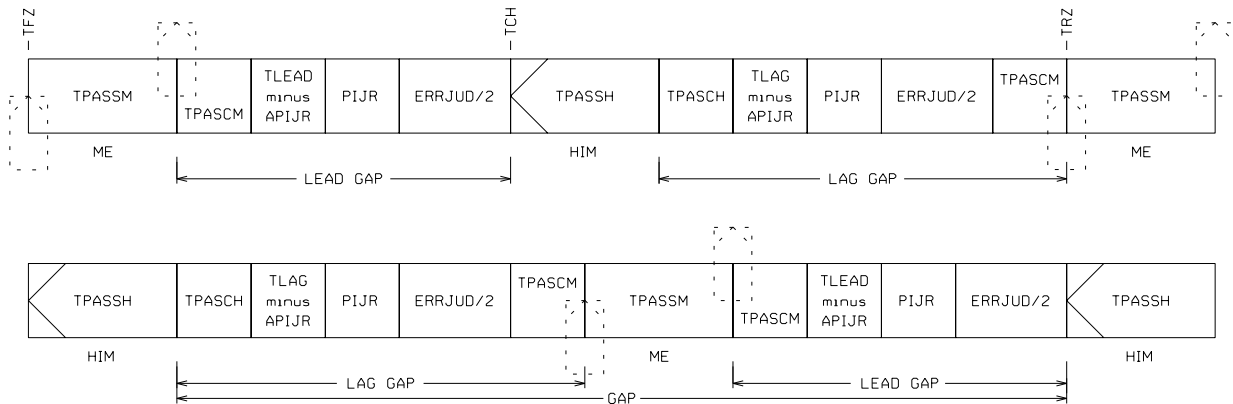 TFZ
TCH
TRZ
TPASSM
TPASCM
TLEAD
minus
APIJR
PIJR
ERRJUD/2
TPASSH
TPASCH
TLAG
minus
APIJR
PIJR
ERRJUD/2
TPASCM
TPASSM
ME
HIM
ME
LEAD GAP
LAG GAP
TPASSH
TPASCH
TLAG
minus
APIJR
PIJR
ERRJUD/2
TPASCM
TPASSM
TPASCM
TLEAD
minus
APIJR
PIJR
ERRJUD/2
TPASSH
HIM
ME
HIM
LAG GAP
LEAD GAP
GAP